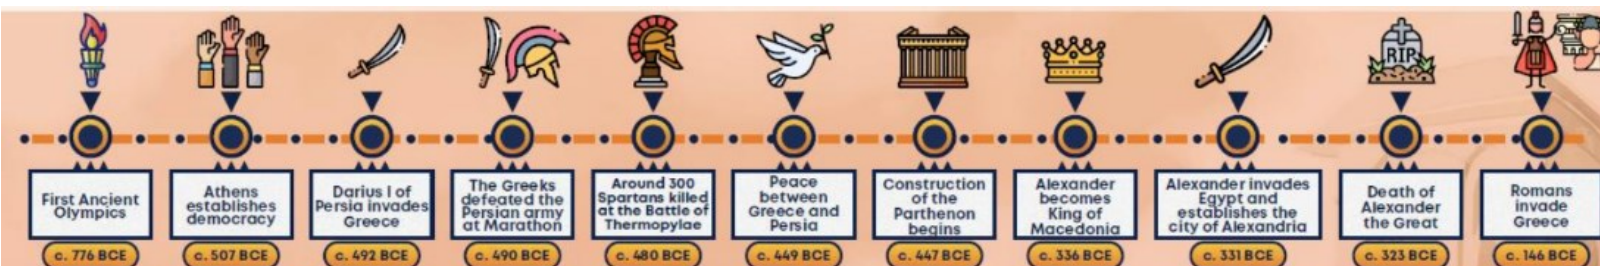 First Ancient
Olympics
c. 776 BCE
Athens
establishes
democracy
c. 507 BCE
Darius I of
Persia invades
Greece
c. 492 BCE
The Greeks
defeated the
Persian army
at Marathon
c. 490 BCE
Around 300
Spartans killed
at the Battle of
Thermopylae
c. 480 BCE
Peace
between
Greece and
Persia
c. 449 BCE
Construction
of the
Parthenon
begins
c. 447 BCE
Alexander
becomes
King of
Macedonia
c. 336 BCE
Alexander invades
Egypt and
establishes the
city of Alexandria
c. 331 BCE
RIP
Death of
Alexander
the Great
c. 323 BCE
Romans
invade
Greece
c. 146 BCE